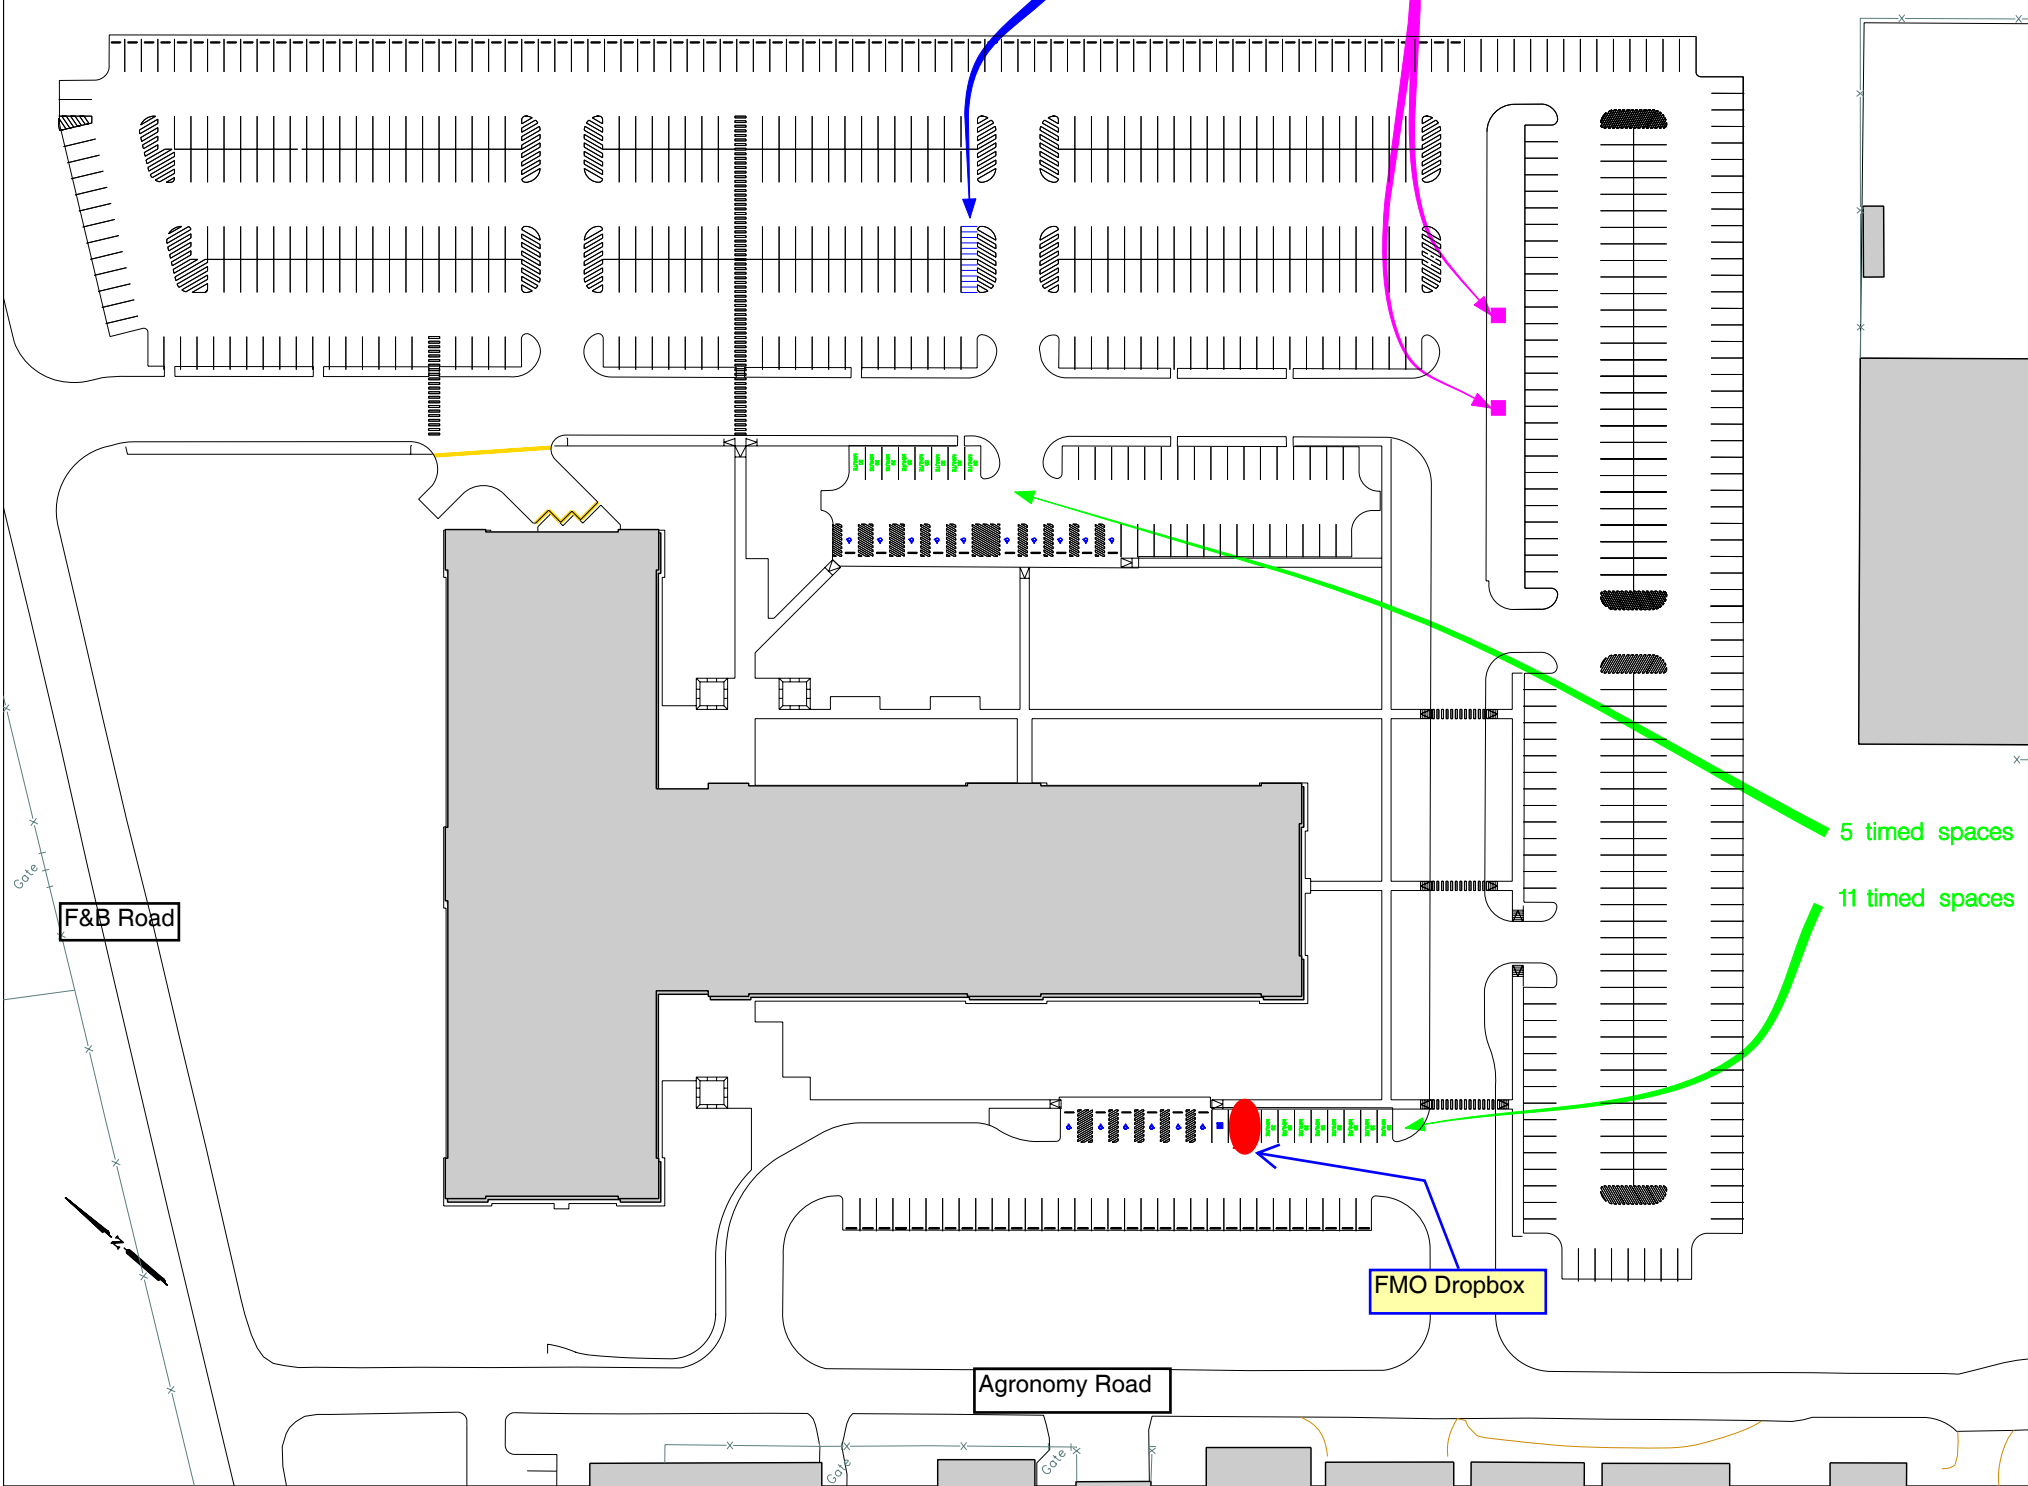 5 timed spaces
Gate
11 timed spaces
F&B Road
N
FMO Dropbox
Agronomy Road
Gate
Gate